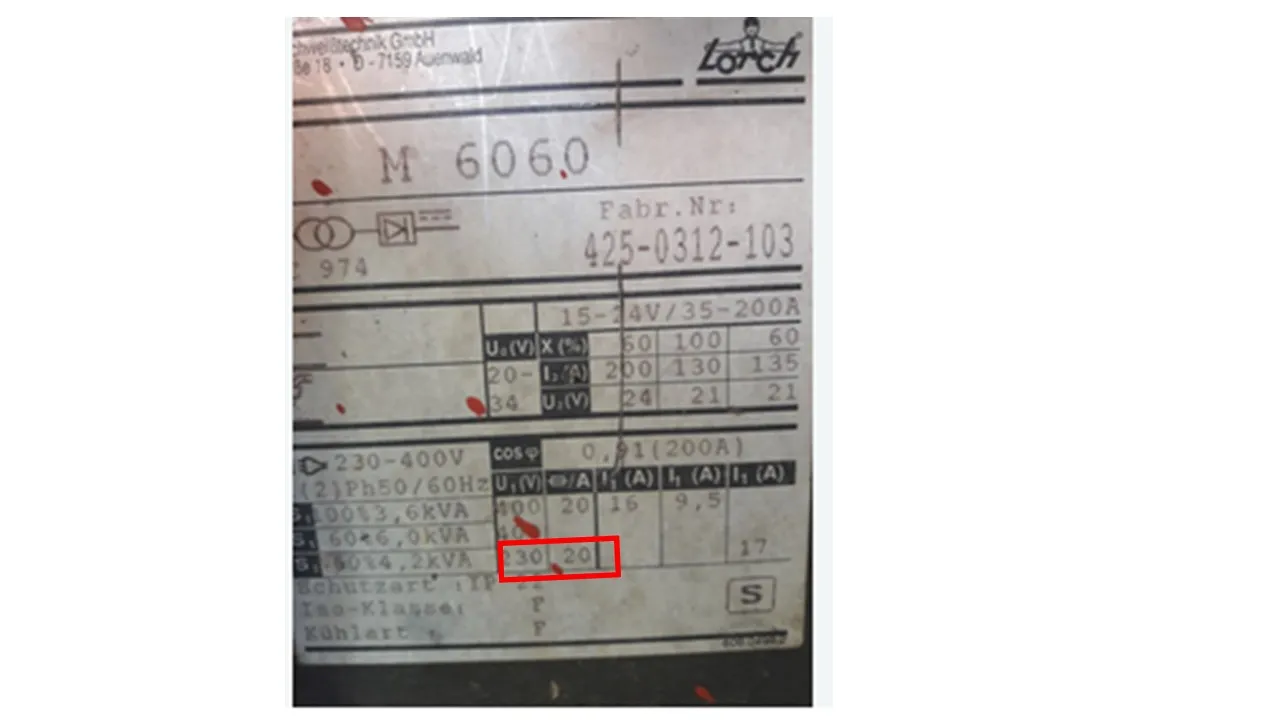 chweißtechnik GmbH
ße 18 • D - 7159 Auenwald
Lorch
M 6060
Fabr.Nr:
425-0312-103
974
15-24V/35-200A
U₀(V) X(%) 60 100 60
20- I₂(A) 200 130 135
34 U₂(V) 24 21 21
230-400V cos φ 0,91(200A)
(2)Ph50/60Hz U₁(V) /A I₁ (A) I₁ (A) I₁ (A)
S₁ 100%3,6kVA 400 20 16 9,5
S₁ 60%6,0kVA
S₁ 60%4,2kVA 230 20 17
Schutzart :IP 22
Iso-Klasse: F S
Kühlart : F